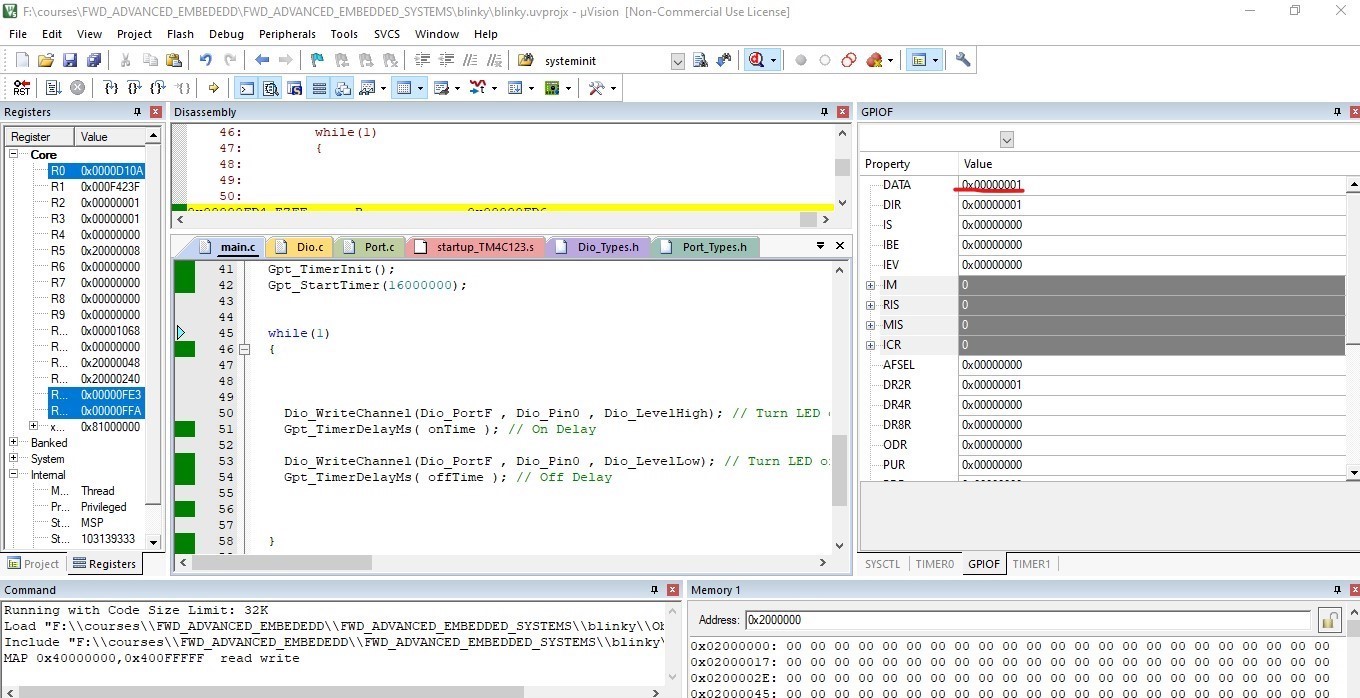 F:\courses\FWD_ADVANCED_EMBEDEDD\FWD_ADVANCED_EMBEDDED_SYSTEMS\blinky\blinky.uvprojx - µVision [Non-Commercial Use License]
File Edit View Project Flash Debug Peripherals Tools SVCS Window Help
systeminit
RST
Registers
Register Value
Core
R0 0x0000D10A
R1 0x000F423F
R2 0x00000001
R3 0x00000001
R4 0x00000000
R5 0x20000008
R6 0x00000000
R7 0x00000000
R8 0x00000000
R9 0x00000000
R... 0x00001068
R... 0x00000000
R... 0x20000048
R... 0x20000240
R... 0x00000FE3
R... 0x00000FFA
x... 0x81000000
Banked
System
Internal
M... Thread
Pr... Privileged
St... MSP
St... 103139333
Project Registers
Disassembly
46: while(1)
47: {
48:
49:
50:
main.c Dio.c Port.c startup_TM4C123.s Dio_Types.h Port_Types.h
41 Gpt_TimerInit();
42 Gpt_StartTimer(16000000);
43
44
45 while(1)
46 {
47
48
49
50 Dio_WriteChannel(Dio_PortF , Dio_Pin0 , Dio_LevelHigh); // Turn LED
51 Gpt_TimerDelayMs( onTime ); // On Delay
52
53 Dio_WriteChannel(Dio_PortF , Dio_Pin0 , Dio_LevelLow); // Turn LED
54 Gpt_TimerDelayMs( offTime ); // Off Delay
55
56
57
58 }
GPIOF
Property Value
DATA 0x00000001
DIR 0x00000001
IS 0x00000000
IBE 0x00000000
IEV 0x00000000
IM 0
RIS 0
MIS 0
ICR 0
AFSEL 0x00000000
DR2R 0x00000001
DR4R 0x00000000
DR8R 0x00000000
ODR 0x00000000
PUR 0x00000000
SYSCTL TIMER0 GPIOF TIMER1
Command
Running with Code Size Limit: 32K
Load "F:\\courses\\FWD_ADVANCED_EMBEDEDD\\FWD_ADVANCED_EMBEDDED_SYSTEMS\\blinky\\Ob
Include "F:\\courses\\FWD_ADVANCED_EMBEDEDD\\FWD_ADVANCED_EMBEDDED_SYSTEMS\\blinky\
MAP 0x40000000,0x400FFFFF read write
Memory 1
Address: 0x2000000
0x02000000: 00 00 00 00 00 00 00 00 00 00 00 00 00 00 00 00 00 00 00 00 00 00 00
0x02000017: 00 00 00 00 00 00 00 00 00 00 00 00 00 00 00 00 00 00 00 00 00 00 00
0x0200002E: 00 00 00 00 00 00 00 00 00 00 00 00 00 00 00 00 00 00 00 00 00 00 00
0x02000045: 00 00 00 00 00 00 00 00 00 00 00 00 00 00 00 00 00 00 00 00 00 00 00